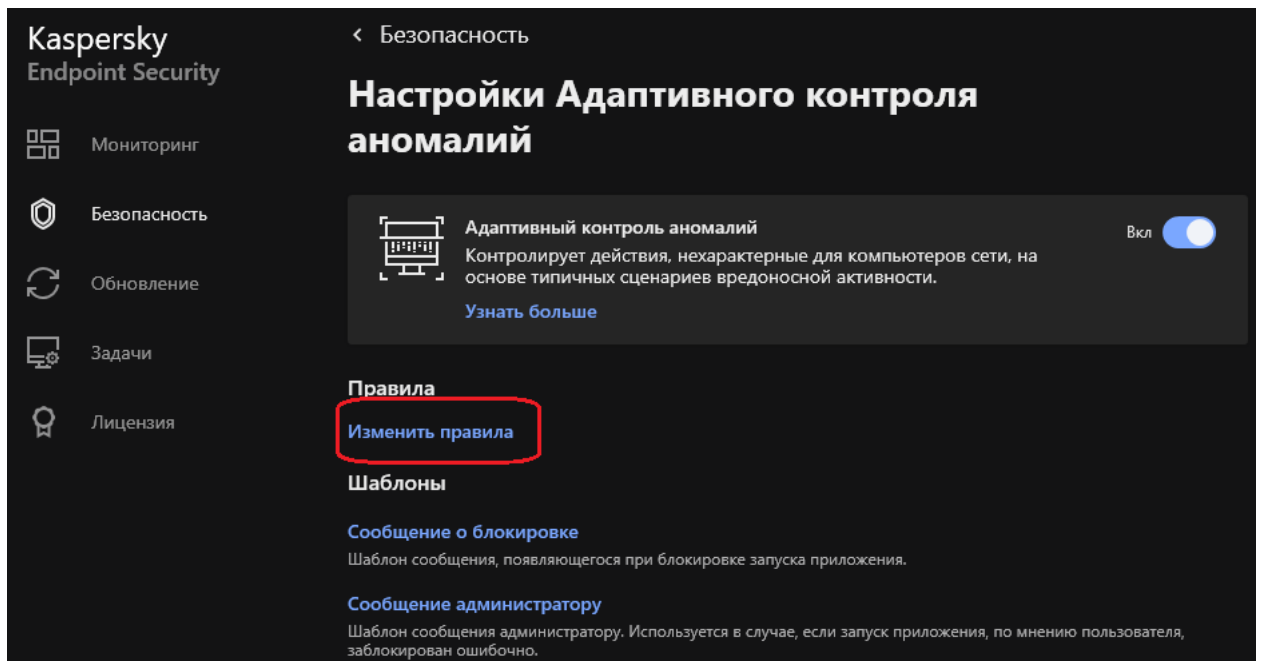 Kaspersky
Endpoint Security
Мониторинг
Безопасность
Обновление
Задачи
Лицензия
Безопасность
Настройки Адаптивного контроля
аномалий
Адаптивный контроль аномалий
Контролирует действия, нехарактерные для компьютеров сети, на
основе типичных сценариев вредоносной активности.
Узнать больше
Вкл
Правила
Изменить правила
Шаблоны
Сообщение о блокировке
Шаблон сообщения, появляющегося при блокировке запуска приложения.
Сообщение администратору
Шаблон сообщения администратору. Используется в случае, если запуск приложения, по мнению пользователя,
заблокирован ошибочно.